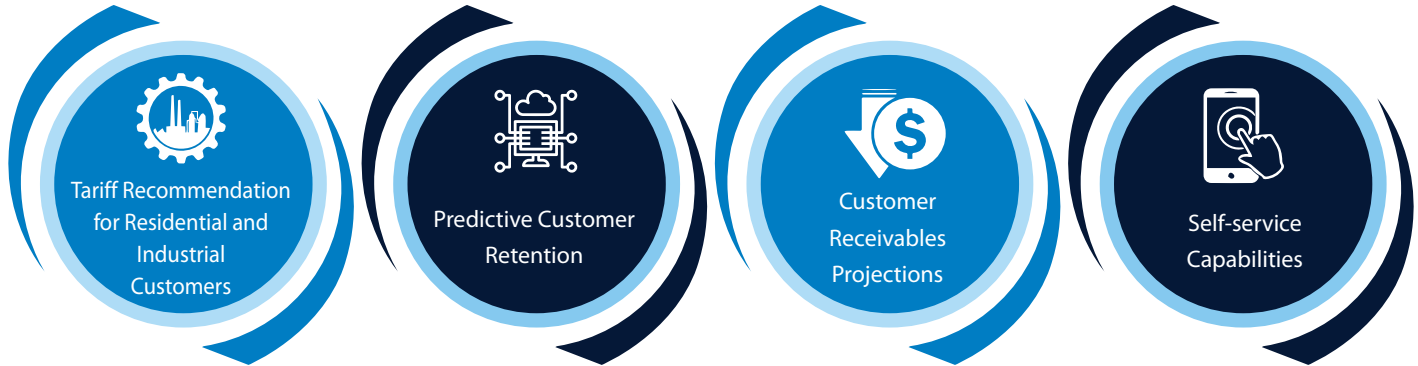 Tariff Recommendation
for Residential and
Industrial
Customers
Predictive Customer
Retention
$
Customer
Receivables
Projections
Self-service
Capabilities